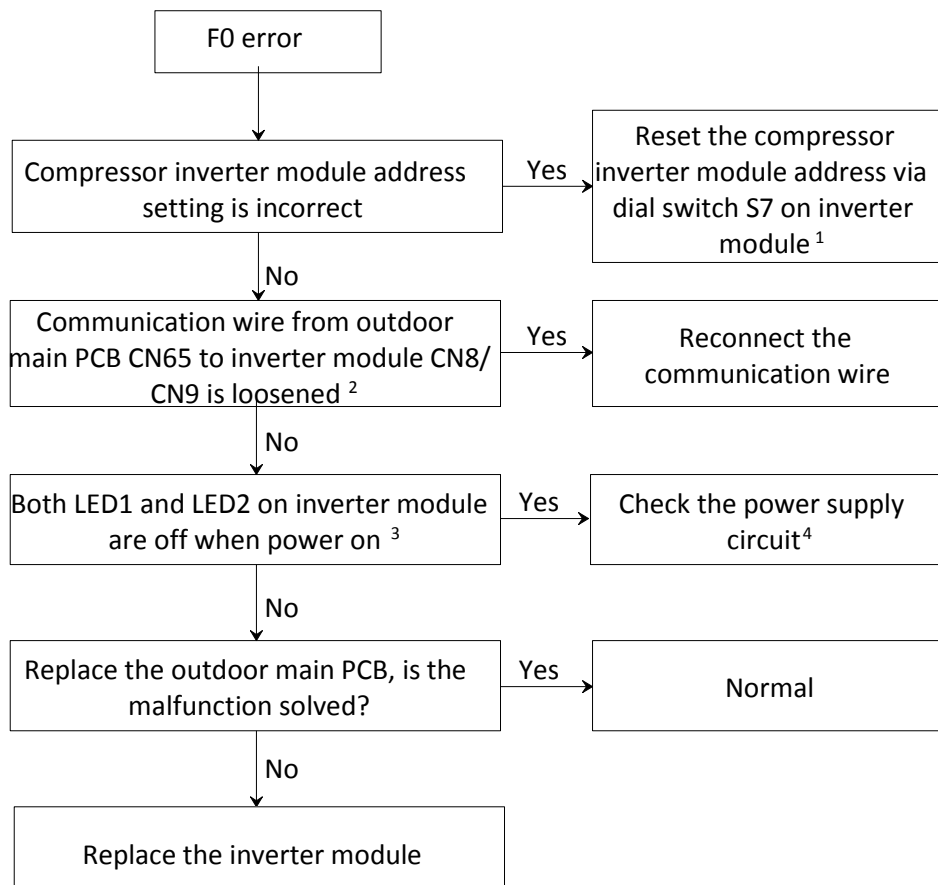 F0 error
Compressor inverter module address
setting is incorrect
Yes
Reset the compressor
inverter module address via
dial switch S7 on inverter
module 1
No
Communication wire from outdoor
main PCB CN65 to inverter module CN8/
CN9 is loosened 2
Yes
Reconnect the
communication wire
No
Both LED1 and LED2 on inverter module
are off when power on 3
Yes
Check the power supply
circuit4
No
Replace the outdoor main PCB, is the
malfunction solved?
Yes
Normal
No
Replace the inverter module